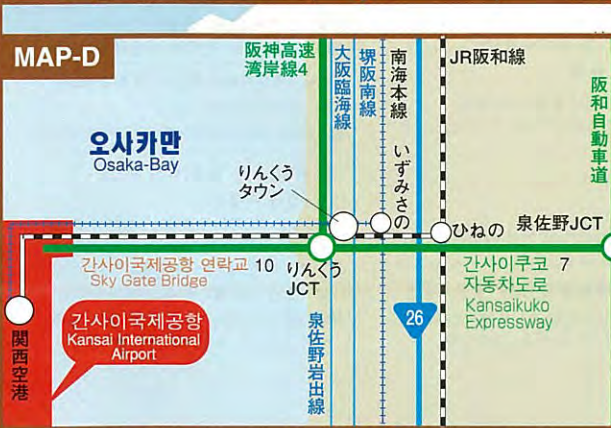 MAP-D
阪神高速
湾岸線4
大阪臨海線
堺阪南線
南海本線
JR阪和線
阪和自動車道
오사카만
Osaka-Bay
りんくう
タウン
いずみさの
ひねの
泉佐野JCT
간사이국제공항 연락교 10
Sky Gate Bridge
りんくう
JCT
간사이쿠코 7
자동차도로
Kansaikuko
Expressway
関西空港
간사이국제공항
Kansai International
Airport
泉佐野岩出線
26